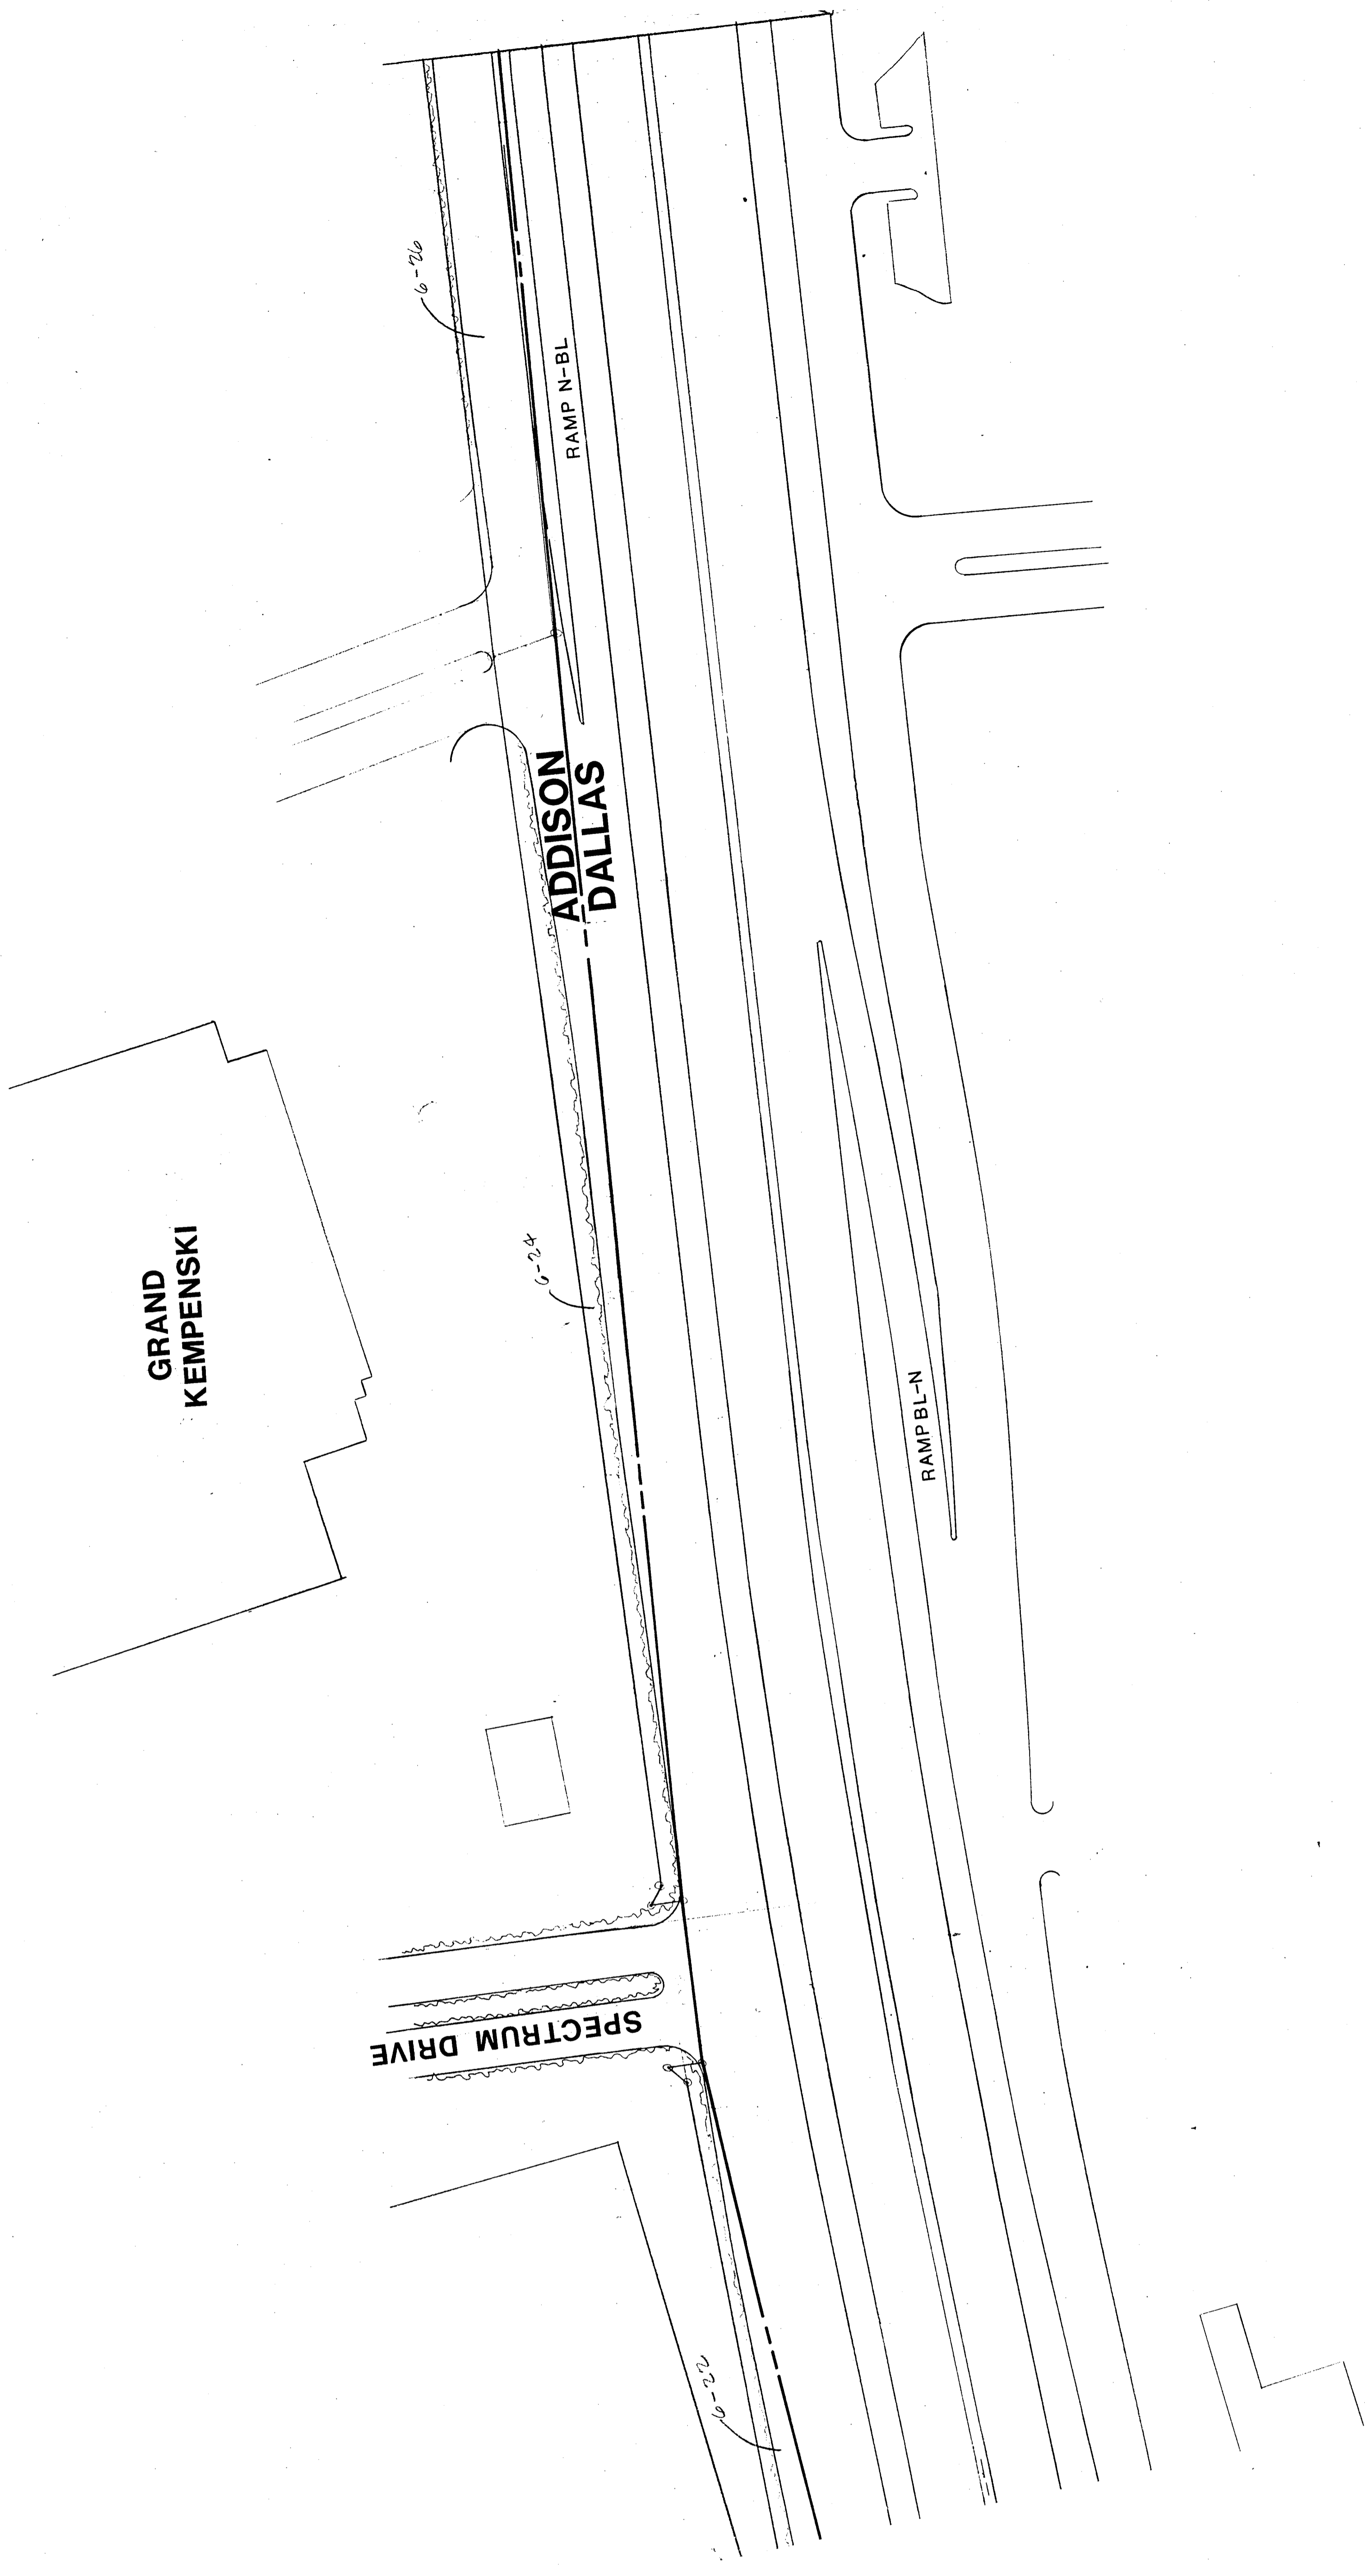 6-26
RAMP N-BL
ADDISON
DALLAS
GRAND
KEMPENSKI
6-24
RAMP BL-N
SPECTRUM DRIVE
6-22